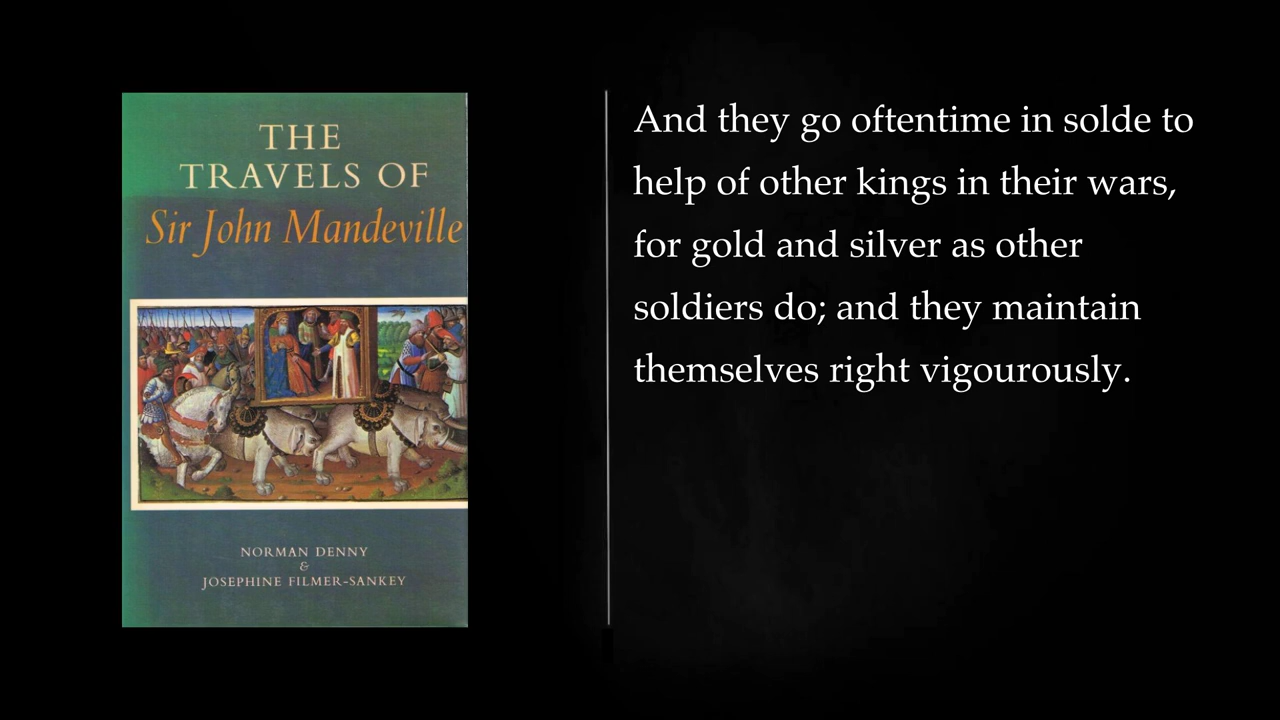 THE
TRAVELS OF
Sir John Mandeville
NORMAN DENNY
&
JOSEPHINE FILMER-SANKEY
And they go oftentime in solde to
help of other kings in their wars,
for gold and silver as other
soldiers do; and they maintain
themselves right vigourously.